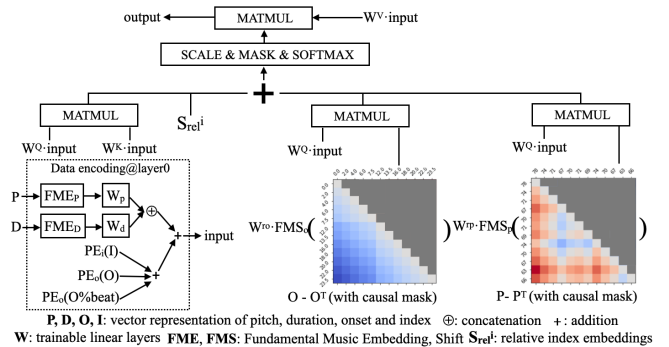 output
MATMUL
Wᵛ·input
SCALE & MASK & SOFTMAX
+
MATMUL
Sᵣₑₗⁱ
MATMUL
MATMUL
W^Q·input
W^K·input
W^Q·input
W^Q·input
Data encoding@layer0
P
FME_P
W_p
D
FME_D
W_d
input
PE_i(I)
PE_o(O)
PE_o(O%beat)
W^ro·FMS_o(
)
W^rp·FMS_p(
)
O - O^T (with causal mask)
P- P^T (with causal mask)
P, D, O, I: vector representation of pitch, duration, onset and index ⊕: concatenation +: addition
W: trainable linear layers FME, FMS: Fundamental Music Embedding, Shift Sᵣₑₗⁱ: relative index embeddings